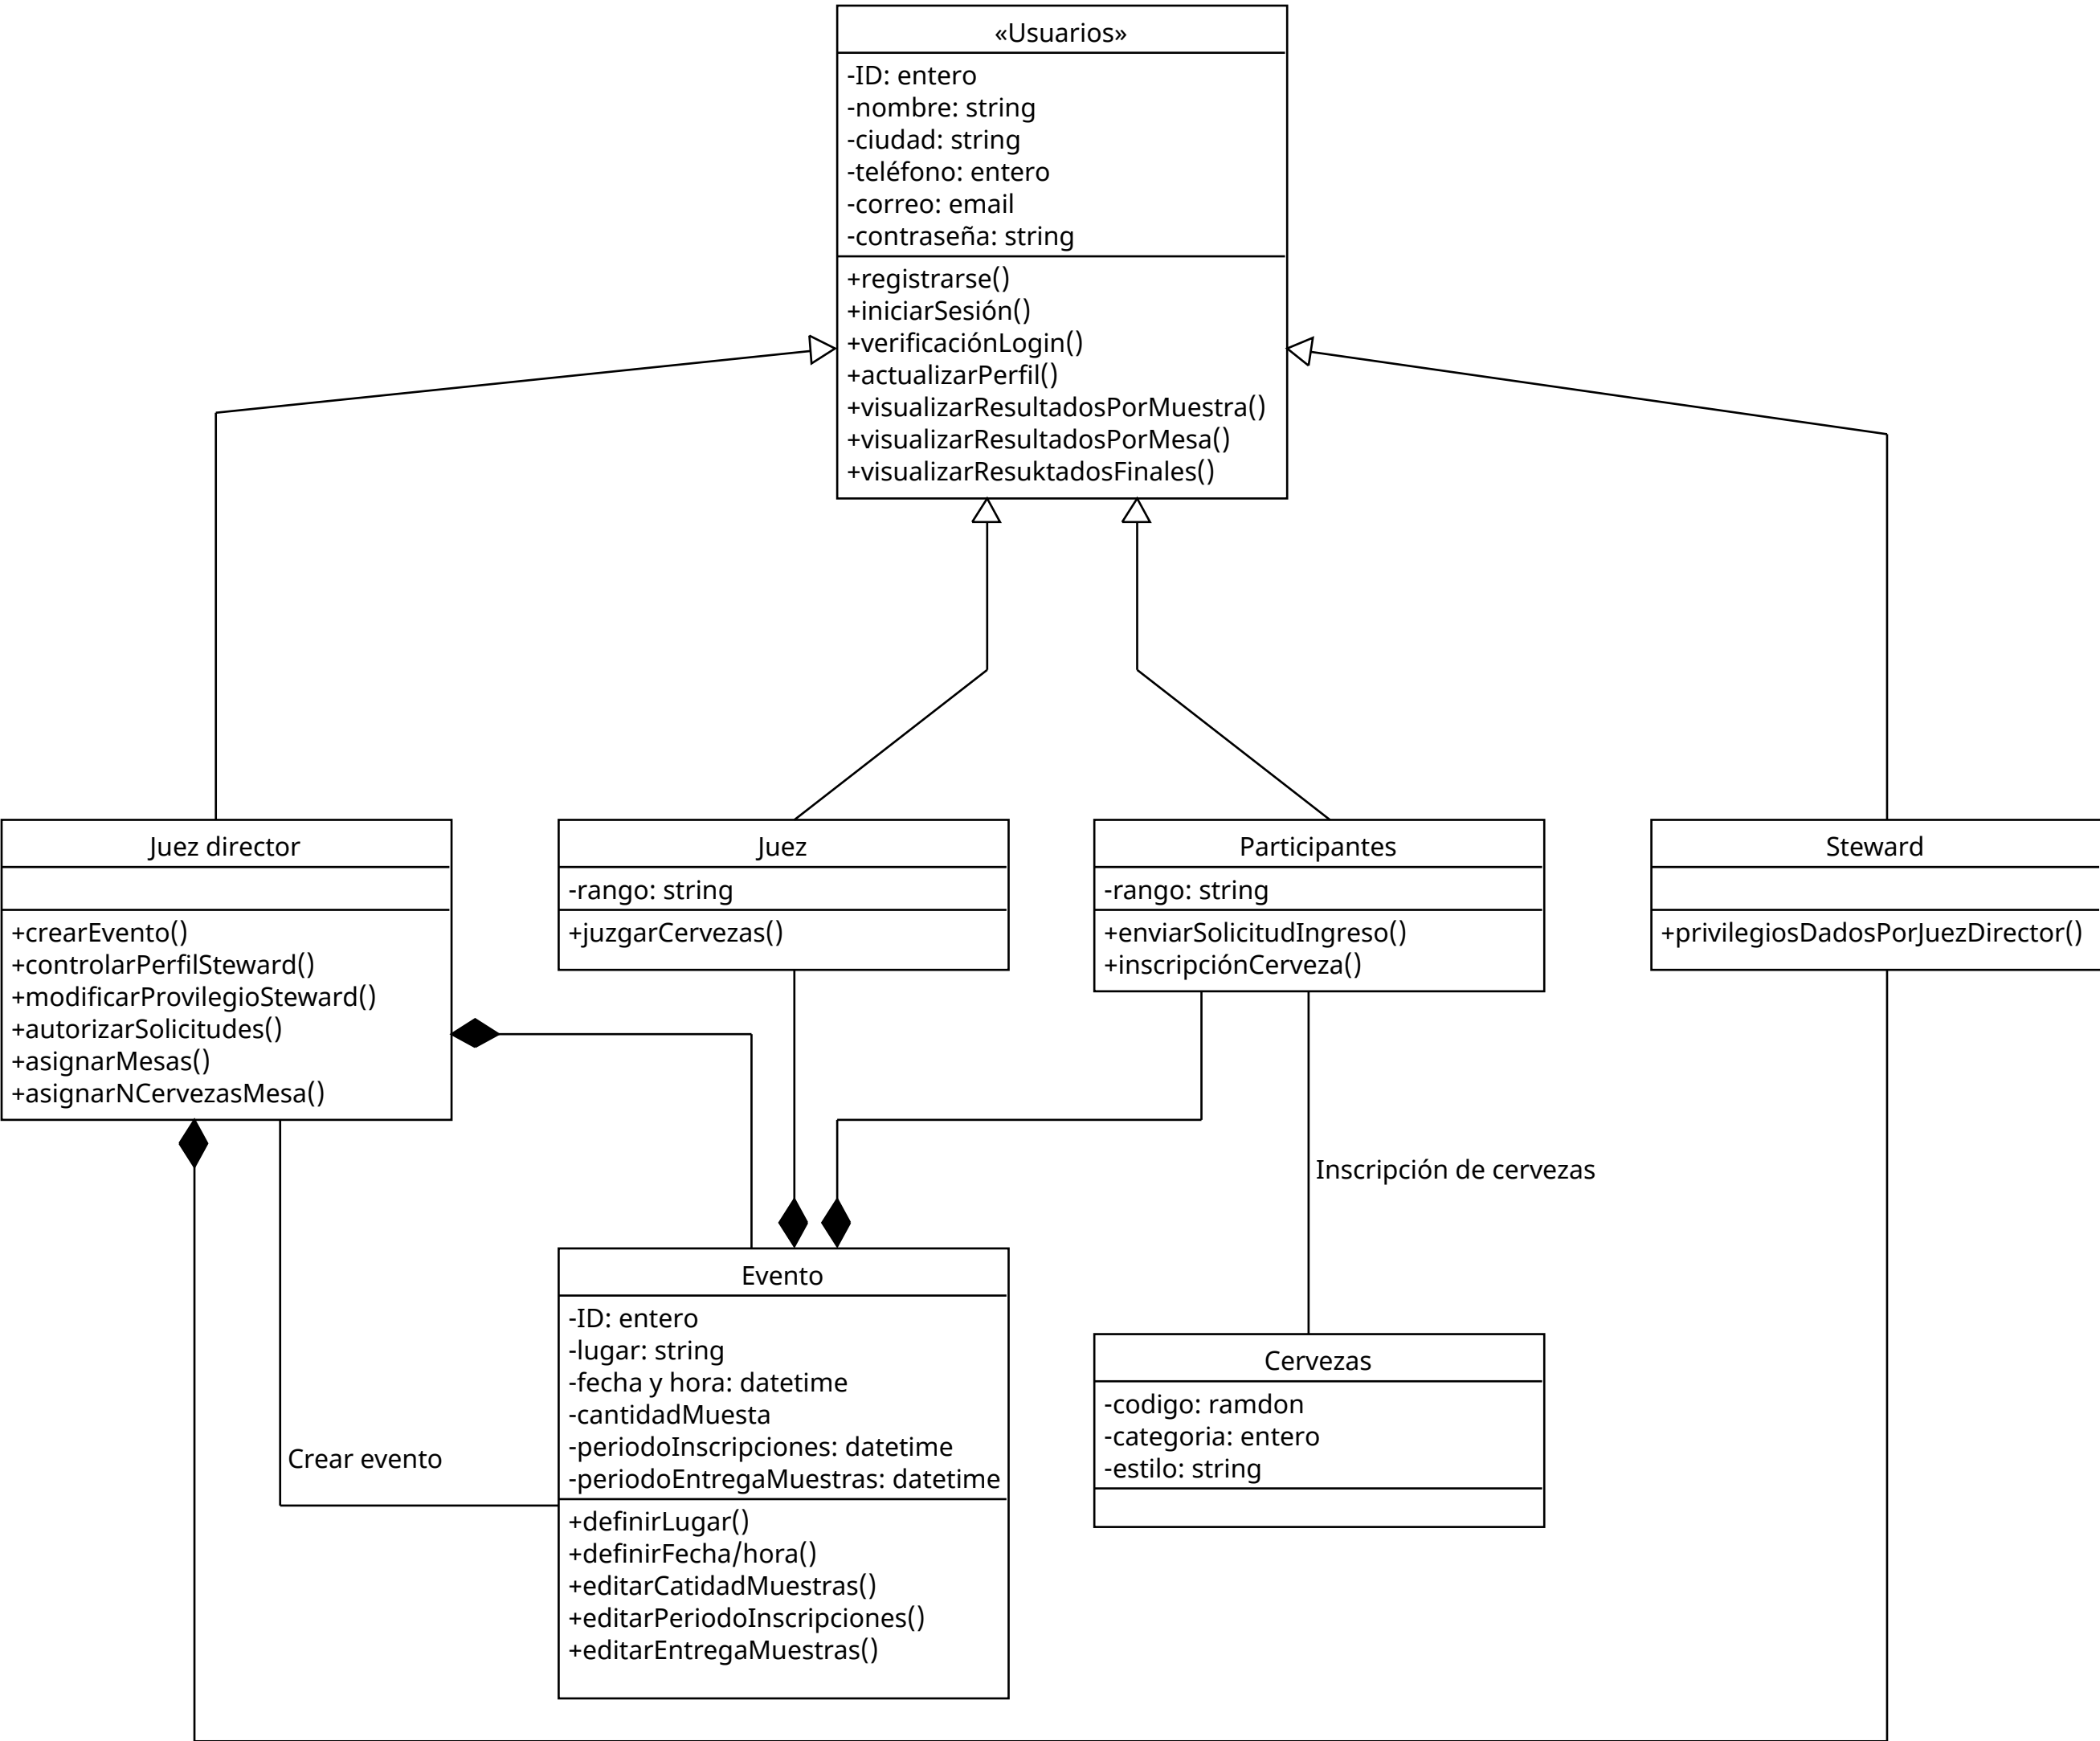 «Usuarios»
-ID: entero
-nombre: string
-ciudad: string
-teléfono: entero
-correo: email
-contraseña: string
+registrarse()
+iniciarSesión()
+verificaciónLogin()
+actualizarPerfil()
+visualizarResultadosPorMuestra()
+visualizarResultadosPorMesa()
+visualizarResuktadosFinales()
Juez director
+crearEvento()
+controlarPerfilSteward()
+modificarProvilegioSteward()
+autorizarSolicitudes()
+asignarMesas()
+asignarNCervezasMesa()
Juez
-rango: string
+juzgarCervezas()
Participantes
-rango: string
+enviarSolicitudIngreso()
+inscripciónCerveza()
Steward
+privilegiosDadosPorJuezDirector()
Inscripción de cervezas
Crear evento
Evento
-ID: entero
-lugar: string
-fecha y hora: datetime
-cantidadMuesta
-periodoInscripciones: datetime
-periodoEntregaMuestras: datetime
+definirLugar()
+definirFecha/hora()
+editarCatidadMuestras()
+editarPeriodoInscripciones()
+editarEntregaMuestras()
Cervezas
-codigo: ramdon
-categoria: entero
-estilo: string